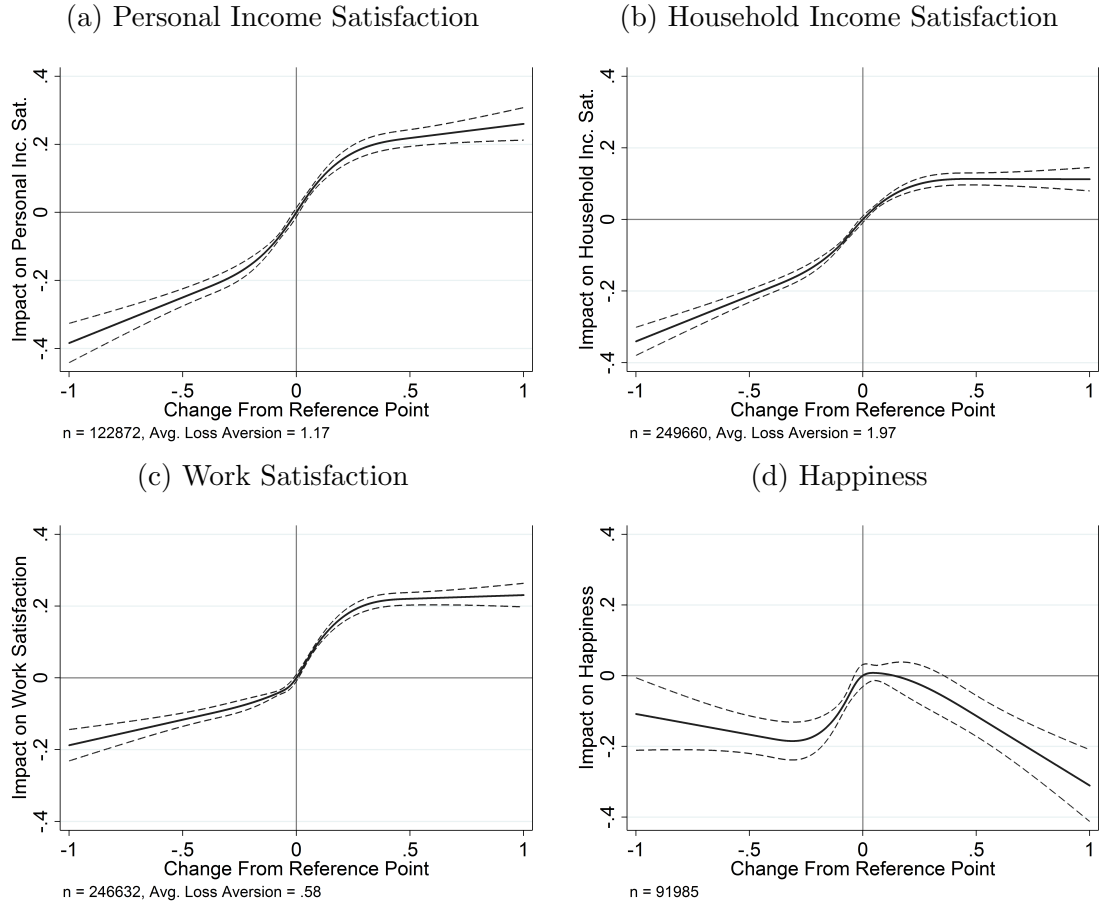 (a) Personal Income Satisfaction
Impact on Personal Inc. Sat.
.4
.2
0
-.2
-.4
-1
-.5
0
.5
1
Change From Reference Point
n = 122872, Avg. Loss Aversion = 1.17
(b) Household Income Satisfaction
Impact on Household Inc. Sat.
.4
.2
0
-.2
-.4
-1
-.5
0
.5
1
Change From Reference Point
n = 249660, Avg. Loss Aversion = 1.97
(c) Work Satisfaction
Impact on Work Satisfaction
.4
.2
0
-.2
-.4
-1
-.5
0
.5
1
Change From Reference Point
n = 246632, Avg. Loss Aversion = .58
(d) Happiness
Impact on Happiness
.4
.2
0
-.2
-.4
-1
-.5
0
.5
1
Change From Reference Point
n = 91985